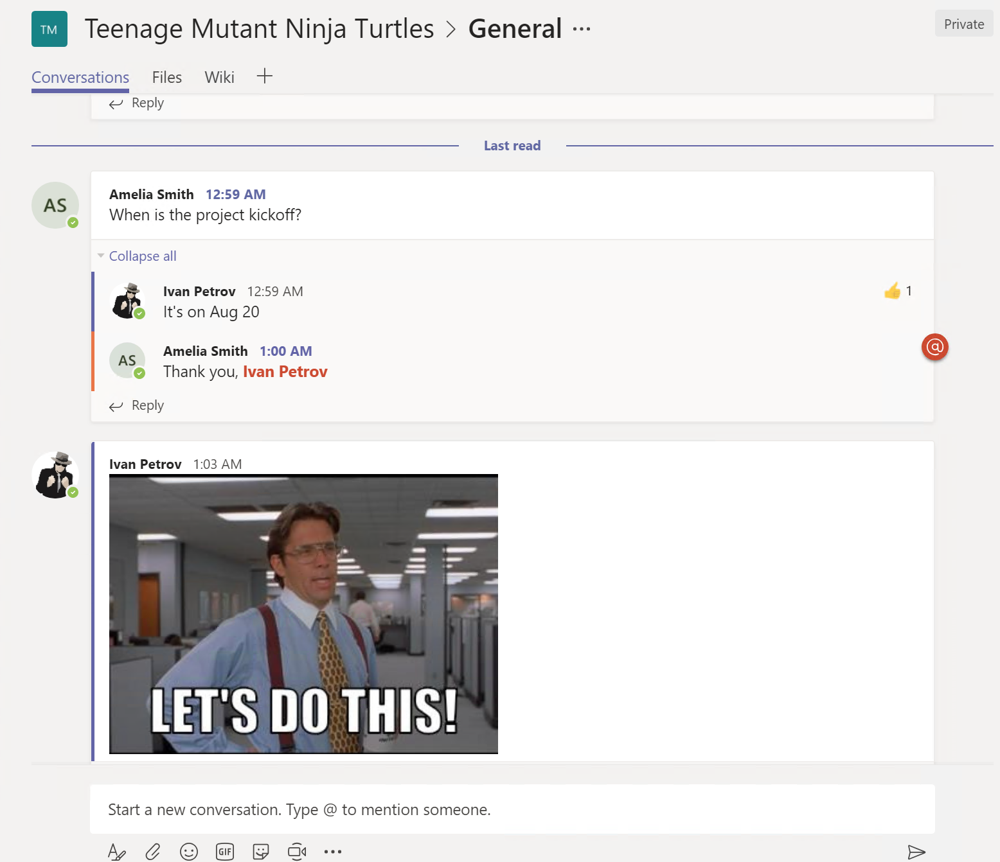 TM
Teenage Mutant Ninja Turtles > General ···
Private
Conversations Files Wiki +
Reply
Last read
AS
Amelia Smith 12:59 AM
When is the project kickoff?
Collapse all
Ivan Petrov 12:59 AM
1
It's on Aug 20
AS
Amelia Smith 1:00 AM
@
Thank you, Ivan Petrov
Reply
Ivan Petrov 1:03 AM
LET'S DO THIS!
Start a new conversation. Type @ to mention someone.
GIF